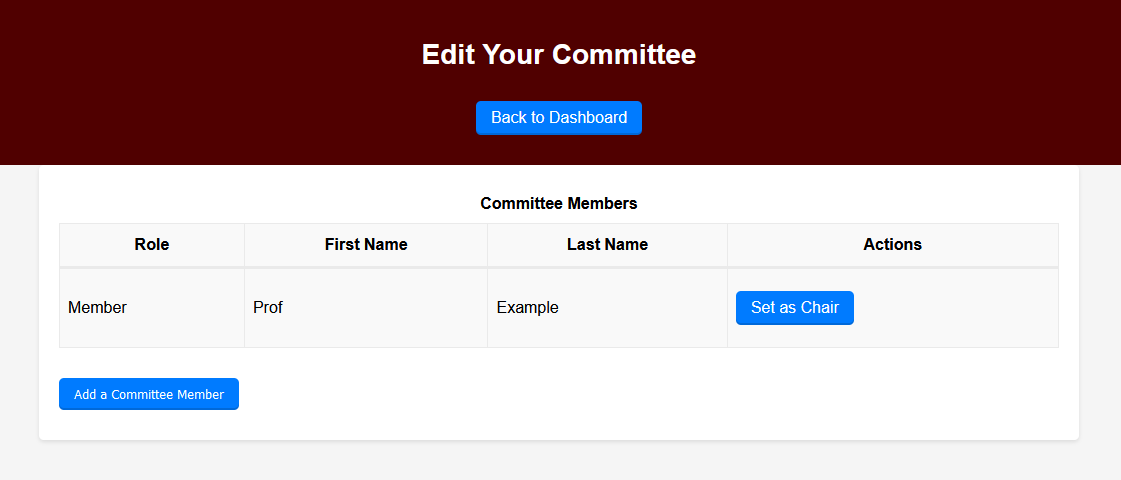 Edit Your Committee
Back to Dashboard
Committee Members
Role First Name Last Name Actions
Member Prof Example Set as Chair
Add a Committee Member